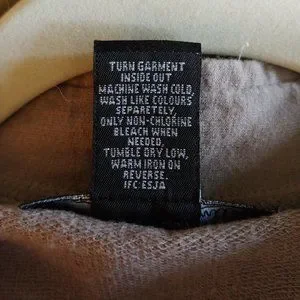 TURN GARMENT
INSIDE OUT
MACHINE WASH COLD,
WASH LIKE COLOURS
SEPARETELY,
ONLY NON-CHLORINE
BLEACH WHEN
NEEDED,
TUMBLE DRY LOW,
WARM IRON ON
REVERSE.
IFC:ESJA